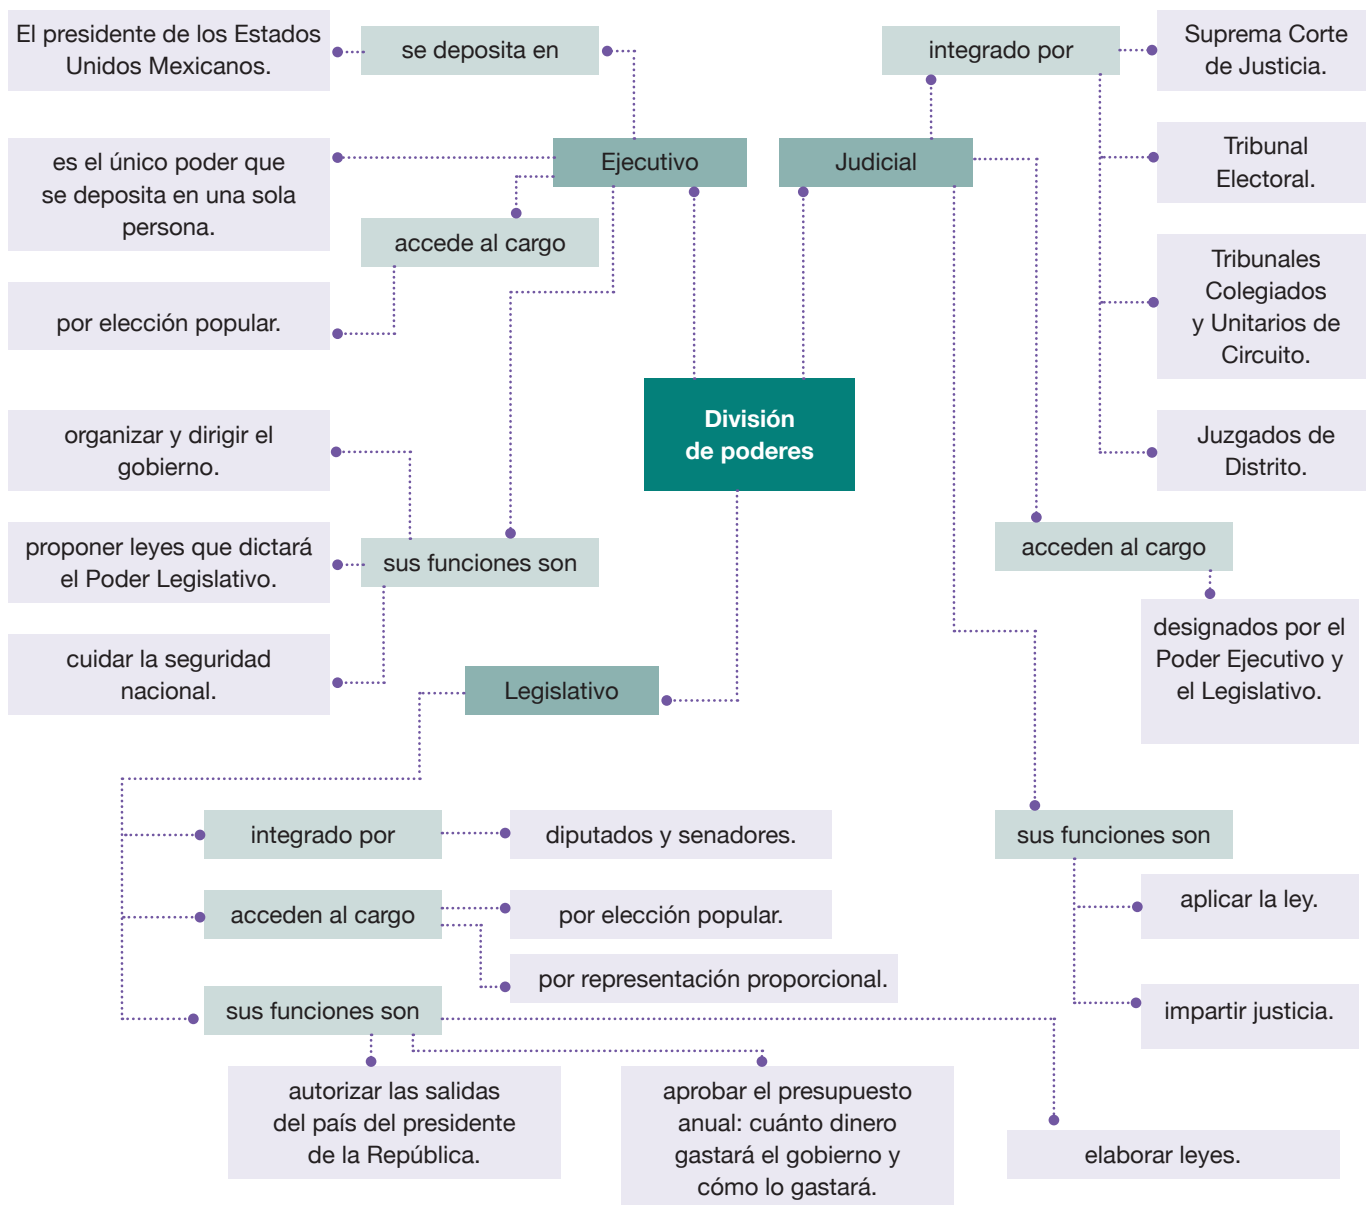 El presidente de los Estados
Unidos Mexicanos.
se deposita en
integrado por
Suprema Corte
de Justicia.
es el único poder que
se deposita en una sola
persona.
Ejecutivo
Judicial
Tribunal
Electoral.
accede al cargo
Tribunales
Colegiados
y Unitarios de
Circuito.
por elección popular.
División
de poderes
organizar y dirigir el
gobierno.
Juzgados de
Distrito.
proponer leyes que dictará
el Poder Legislativo.
sus funciones son
acceden al cargo
designados por el
Poder Ejecutivo y
el Legislativo.
cuidar la seguridad
nacional.
Legislativo
integrado por
diputados y senadores.
sus funciones son
acceden al cargo
por elección popular.
aplicar la ley.
por representación proporcional.
sus funciones son
impartir justicia.
autorizar las salidas
del país del presidente
de la República.
aprobar el presupuesto
anual: cuánto dinero
gastará el gobierno y
cómo lo gastará.
elaborar leyes.